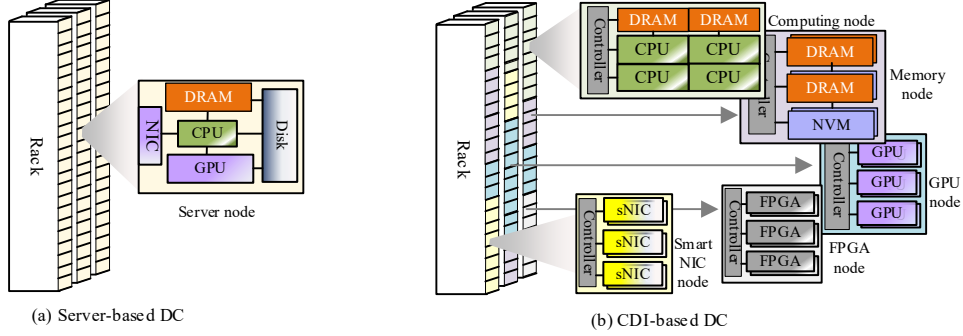 Rack
DRAM
NIC
CPU
GPU
Disk
Server node
(a) Server-based DC
Rack
Controller
DRAM DRAM
CPU CPU
CPU CPU
Computing node
Controller
DRAM
DRAM
NVM
Memory
node
Controller
GPU
GPU
GPU
GPU
node
Controller
sNIC
sNIC
sNIC
Smart
NIC
node
Controller
FPGA
FPGA
FPGA
FPGA
node
(b) CDI-based DC